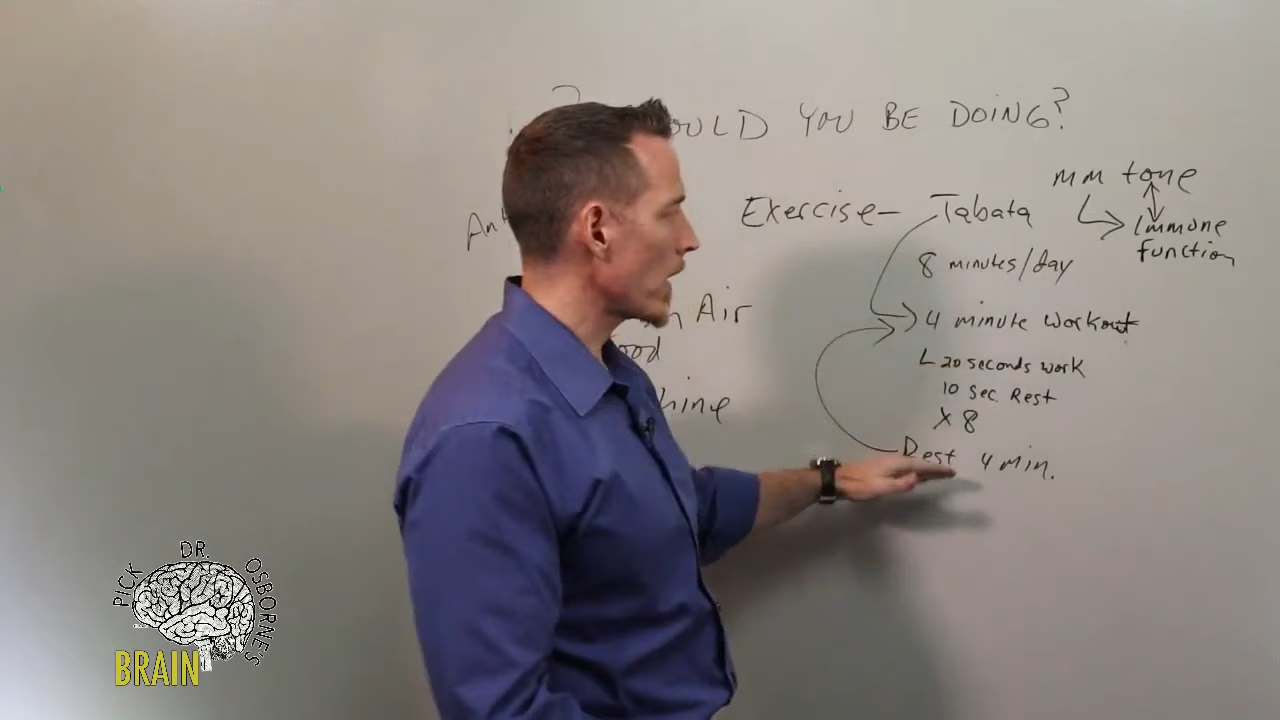 ? OULD YOU BE DOING?
Exercise— Tabata
8 minutes/day
4 minute workout
20 seconds work
10 sec Rest
X 8
Rest 4 min.
mm tone
Immune
function
Air
PICK DR. OSBORNE'S
BRAIN